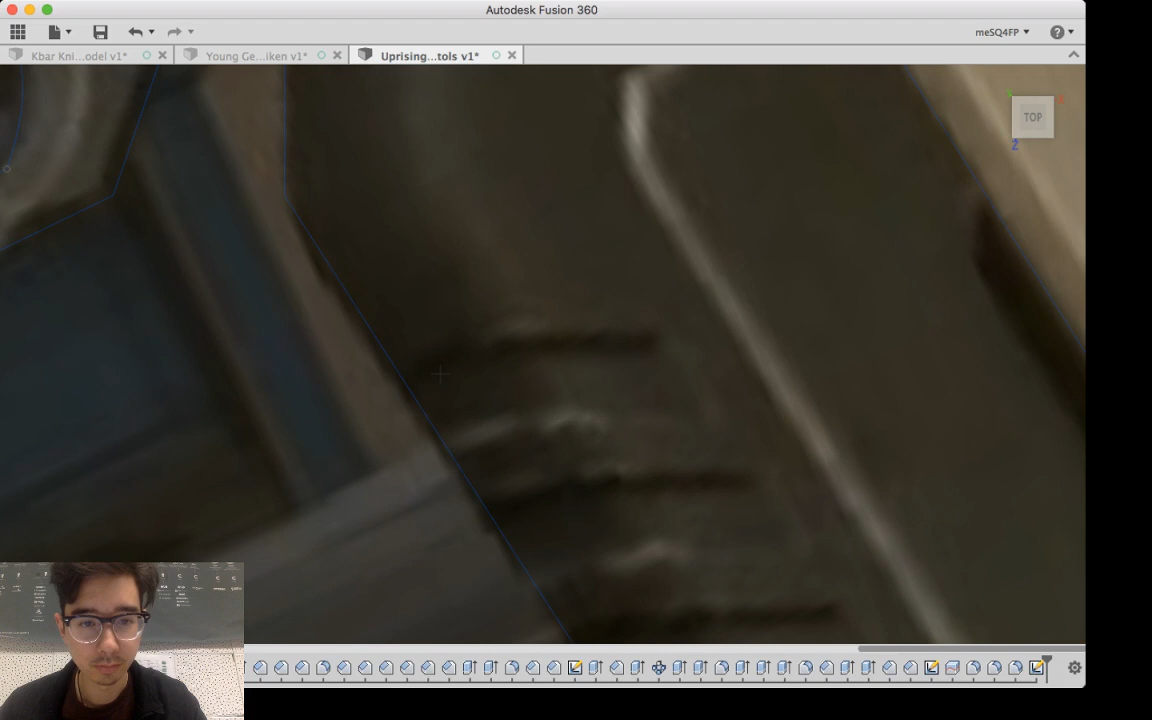 Autodesk Fusion 360
meSQ4FP
Kbar Kni...odel v1*
Young Ge...iken v1*
Uprising...tols v1*
TOP
Z